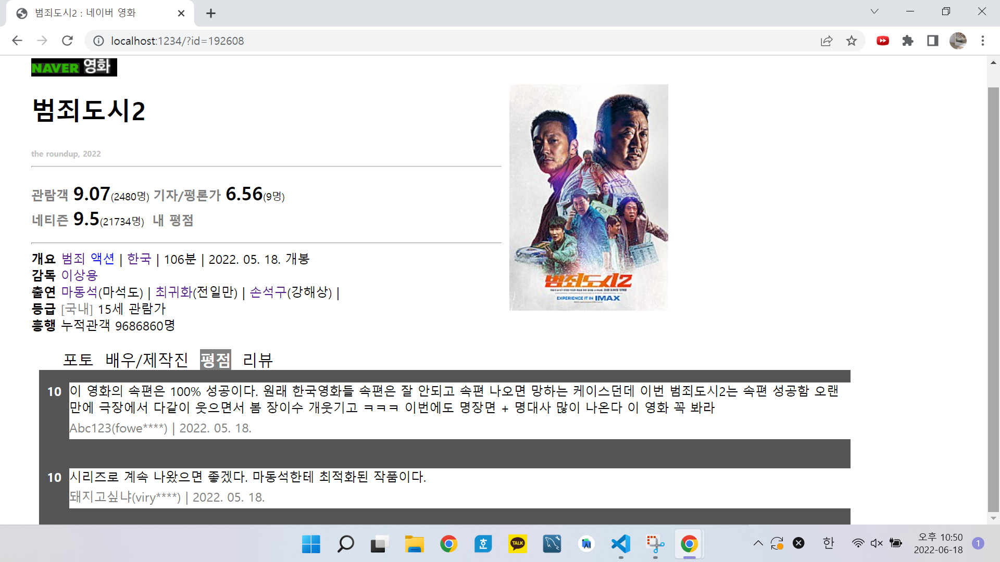 범죄도시2 : 네이버 영화
localhost:1234/?id=192608
NAVER 영화
범죄도시2
the roundup, 2022
관람객 9.07(2480명) 기자/평론가 6.56(9명)
네티즌 9.5(21734명) 내 평점
개요 범죄 액션 | 한국 | 106분 | 2022. 05. 18. 개봉
감독 이상용
출연 마동석(마석도) | 최귀화(전일만) | 손석구(강해상) |
등급 [국내] 15세 관람가
흥행 누적관객 9686860명
범죄도시2
EXPERIENCE IT IN IMAX
포토 배우/제작진 평점 리뷰
10 이 영화의 속편은 100% 성공이다. 원래 한국영화들 속편은 잘 안되고 속편 나오면 망하는 케이스던데 이번 범죄도시2는 속편 성공함 오랜
만에 극장에서 다같이 웃으면서 봄 장이수 개웃기고 ㅋㅋㅋ 이번에도 명장면 + 명대사 많이 나온다 이 영화 꼭 봐라
Abc123(fowe****) | 2022. 05. 18.
10 시리즈로 계속 나왔으면 좋겠다. 마동석한테 최적화된 작품이다.
돼지고싶냐(viry****) | 2022. 05. 18.
호
TALK
한
오후 10:50
2022-06-18
1